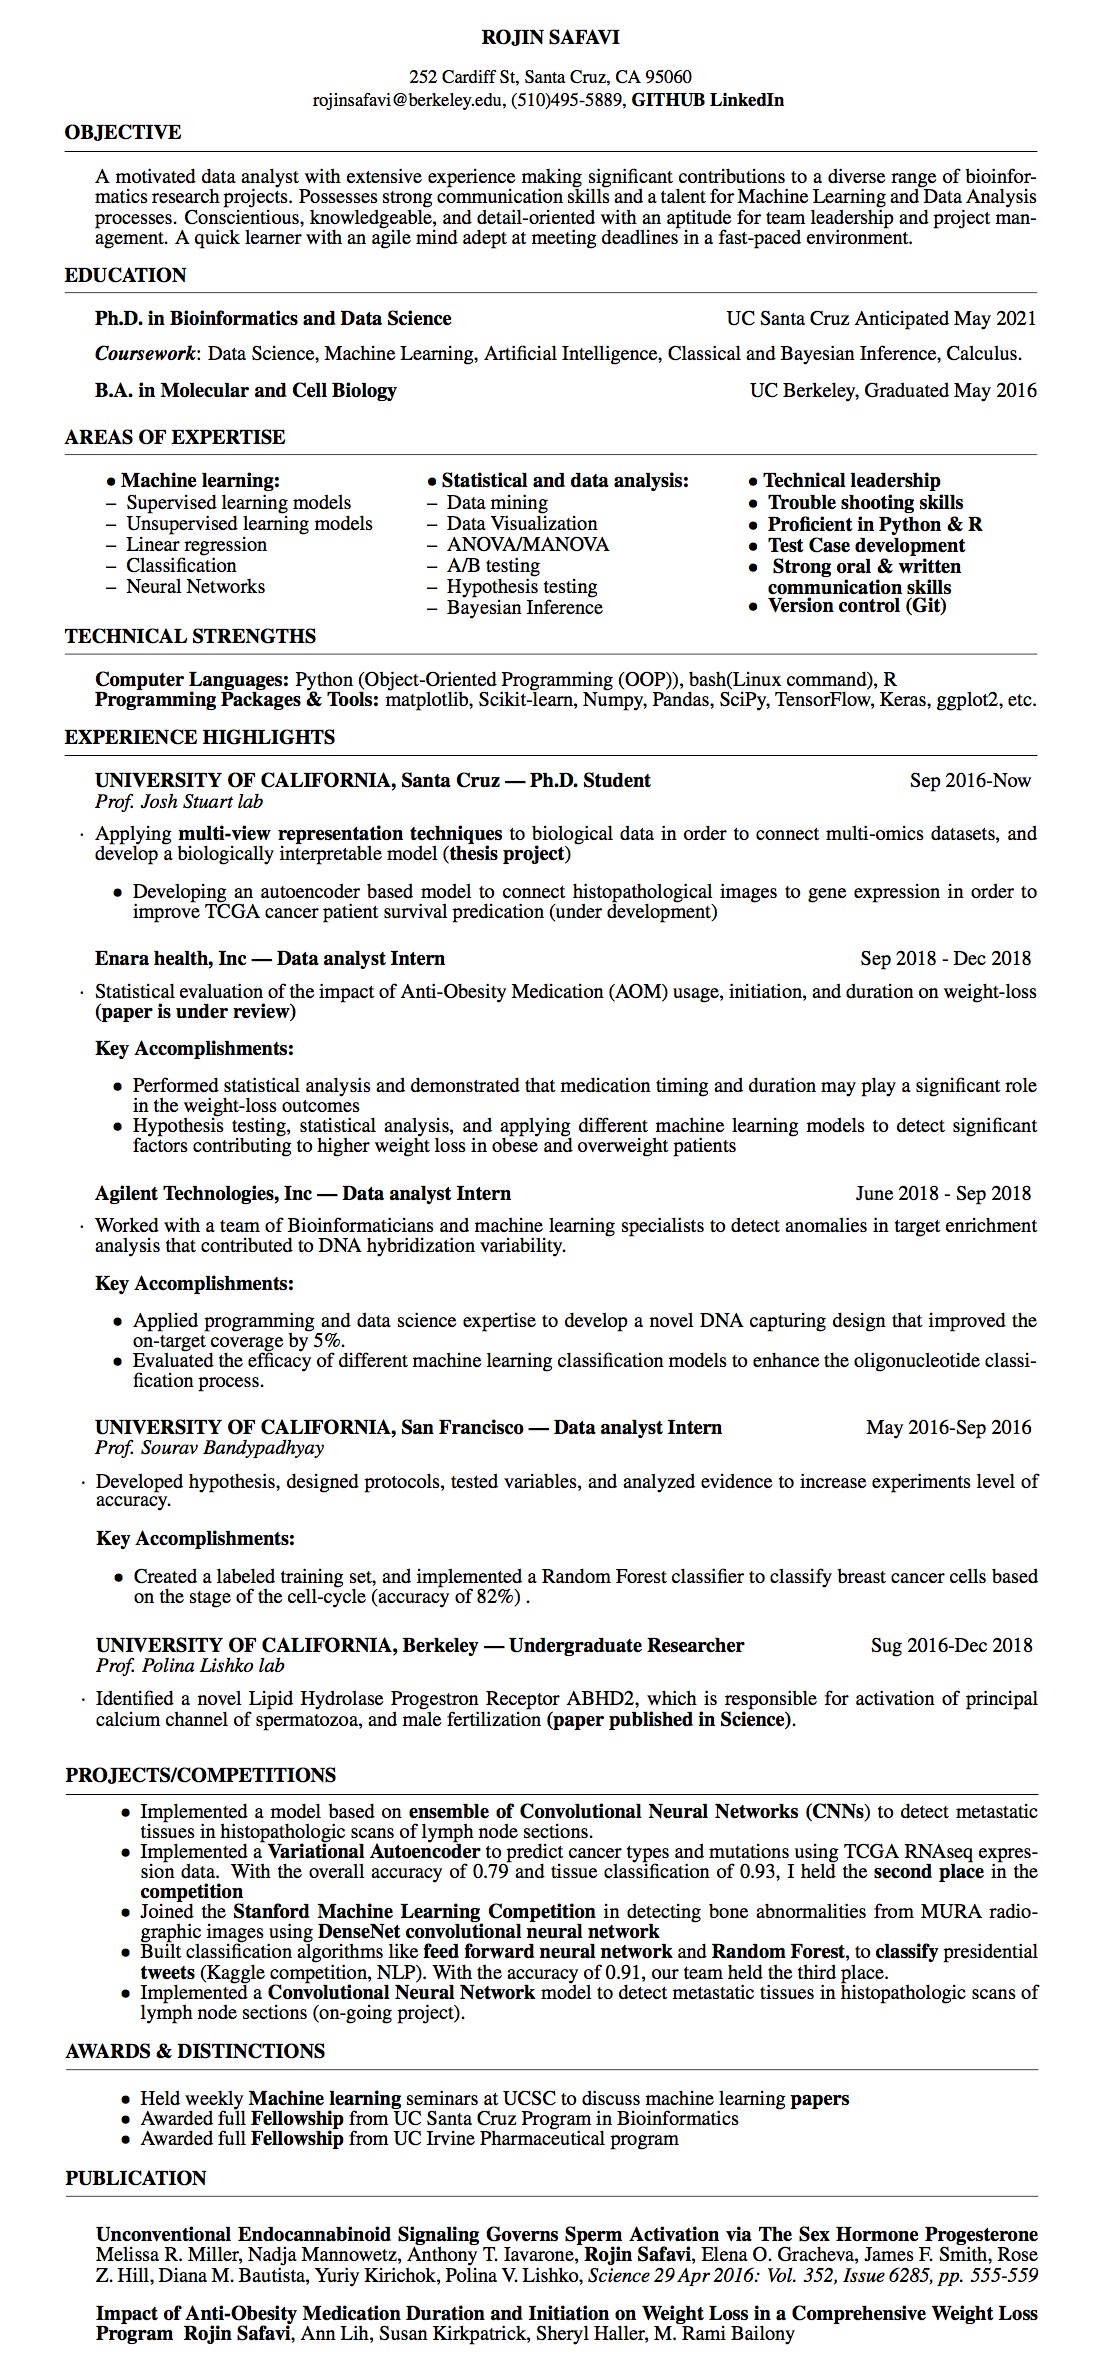 ROJIN SAFAVI
252 Cardiff St, Santa Cruz, CA 95060
rojinsafavi@berkeley.edu, (510)495-5889, GITHUB LinkedIn
OBJECTIVE
A motivated data analyst with extensive experience making significant contributions to a diverse range of bioinfor-
matics research projects. Possesses strong communication skills and a talent for Machine Learning and Data Analysis
processes. Conscientious, knowledgeable, and detail-oriented with an aptitude for team leadership and project man-
agement. A quick learner with an agile mind adept at meeting deadlines in a fast-paced environment.
EDUCATION
Ph.D. in Bioinformatics and Data Science UC Santa Cruz Anticipated May 2021
Coursework: Data Science, Machine Learning, Artificial Intelligence, Classical and Bayesian Inference, Calculus.
B.A. in Molecular and Cell Biology UC Berkeley, Graduated May 2016
AREAS OF EXPERTISE
• Machine learning:
– Supervised learning models
– Unsupervised learning models
– Linear regression
– Classification
– Neural Networks
• Statistical and data analysis:
– Data mining
– Data Visualization
– ANOVA/MANOVA
– A/B testing
– Hypothesis testing
– Bayesian Inference
• Technical leadership
• Trouble shooting skills
• Proficient in Python & R
• Test Case development
• Strong oral & written
communication skills
• Version control (Git)
TECHNICAL STRENGTHS
Computer Languages: Python (Object-Oriented Programming (OOP)), bash(Linux command), R
Programming Packages & Tools: matplotlib, Scikit-learn, Numpy, Pandas, SciPy, TensorFlow, Keras, ggplot2, etc.
EXPERIENCE HIGHLIGHTS
UNIVERSITY OF CALIFORNIA, Santa Cruz — Ph.D. Student Sep 2016-Now
Prof. Josh Stuart lab
· Applying multi-view representation techniques to biological data in order to connect multi-omics datasets, and
develop a biologically interpretable model (thesis project)
• Developing an autoencoder based model to connect histopathological images to gene expression in order to
improve TCGA cancer patient survival predication (under development)
Enara health, Inc — Data analyst Intern Sep 2018 - Dec 2018
· Statistical evaluation of the impact of Anti-Obesity Medication (AOM) usage, initiation, and duration on weight-loss
(paper is under review)
Key Accomplishments:
• Performed statistical analysis and demonstrated that medication timing and duration may play a significant role
in the weight-loss outcomes
• Hypothesis testing, statistical analysis, and applying different machine learning models to detect significant
factors contributing to higher weight loss in obese and overweight patients
Agilent Technologies, Inc — Data analyst Intern June 2018 - Sep 2018
· Worked with a team of Bioinformaticians and machine learning specialists to detect anomalies in target enrichment
analysis that contributed to DNA hybridization variability.
Key Accomplishments:
• Applied programming and data science expertise to develop a novel DNA capturing design that improved the
on-target coverage by 5%.
• Evaluated the efficacy of different machine learning classification models to enhance the oligonucleotide classi-
fication process.
UNIVERSITY OF CALIFORNIA, San Francisco — Data analyst Intern May 2016-Sep 2016
Prof. Sourav Bandypadhyay
· Developed hypothesis, designed protocols, tested variables, and analyzed evidence to increase experiments level of
accuracy.
Key Accomplishments:
• Created a labeled training set, and implemented a Random Forest classifier to classify breast cancer cells based
on the stage of the cell-cycle (accuracy of 82%) .
UNIVERSITY OF CALIFORNIA, Berkeley — Undergraduate Researcher Sug 2016-Dec 2018
Prof. Polina Lishko lab
· Identified a novel Lipid Hydrolase Progestron Receptor ABHD2, which is responsible for activation of principal
calcium channel of spermatozoa, and male fertilization (paper published in Science).
PROJECTS/COMPETITIONS
• Implemented a model based on ensemble of Convolutional Neural Networks (CNNs) to detect metastatic
tissues in histopathologic scans of lymph node sections.
• Implemented a Variational Autoencoder to predict cancer types and mutations using TCGA RNAseq expres-
sion data. With the overall accuracy of 0.79 and tissue classification of 0.93, I held the second place in the
competition
• Joined the Stanford Machine Learning Competition in detecting bone abnormalities from MURA radio-
graphic images using DenseNet convolutional neural network
• Built classification algorithms like feed forward neural network and Random Forest, to classify presidential
tweets (Kaggle competition, NLP). With the accuracy of 0.91, our team held the third place.
• Implemented a Convolutional Neural Network model to detect metastatic tissues in histopathologic scans of
lymph node sections (on-going project).
AWARDS & DISTINCTIONS
• Held weekly Machine learning seminars at UCSC to discuss machine learning papers
• Awarded full Fellowship from UC Santa Cruz Program in Bioinformatics
• Awarded full Fellowship from UC Irvine Pharmaceutical program
PUBLICATION
Unconventional Endocannabinoid Signaling Governs Sperm Activation via The Sex Hormone Progesterone
Melissa R. Miller, Nadja Mannowetz, Anthony T. Iavarone, Rojin Safavi, Elena O. Gracheva, James F. Smith, Rose
Z. Hill, Diana M. Bautista, Yuriy Kirichok, Polina V. Lishko, Science 29 Apr 2016: Vol. 352, Issue 6285, pp. 555-559
Impact of Anti-Obesity Medication Duration and Initiation on Weight Loss in a Comprehensive Weight Loss
Program Rojin Safavi, Ann Lih, Susan Kirkpatrick, Sheryl Haller, M. Rami Bailony